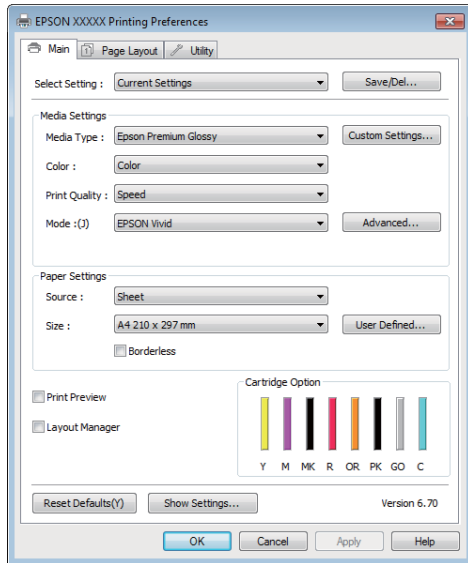 EPSON XXXXX Printing Preferences
Main 1 Page Layout Utility
Select Setting : Current Settings Save/Del...
Media Settings
Media Type : Epson Premium Glossy Custom Settings...
Color : Color
Print Quality : Speed
Mode :(J) EPSON Vivid Advanced...
Paper Settings
Source : Sheet
Size : A4 210 x 297 mm User Defined...
Borderless
Cartridge Option
Print Preview
Layout Manager
Y M MK R OR PK GO C
Reset Defaults(Y) Show Settings... Version 6.70
OK Cancel Apply Help